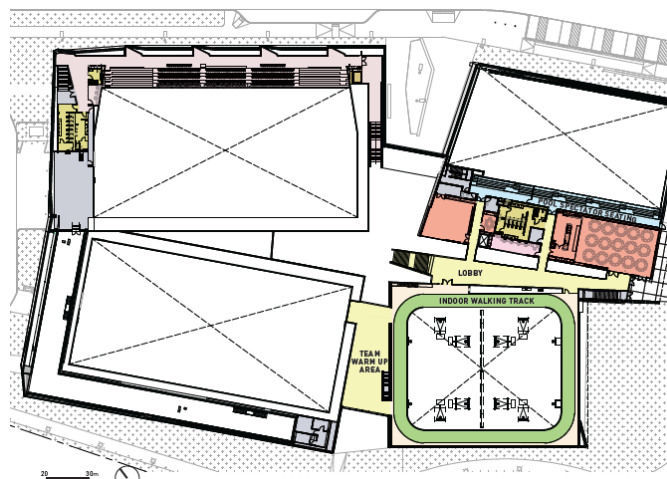 POOL SPECTATOR SEATING
LOBBY
INDOOR WALKING TRACK
TEAM
WARM UP
AREA
20 30m